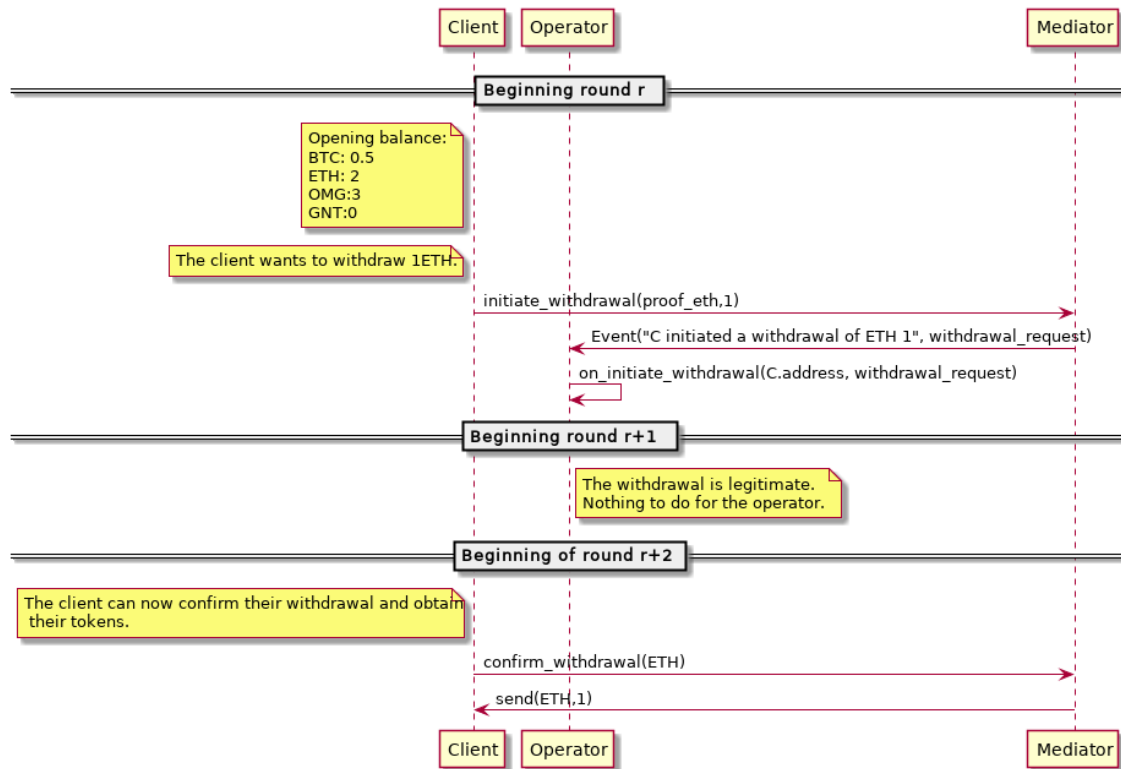 Client Operator Mediator
Beginning round r
Opening balance:
BTC: 0.5
ETH: 2
OMG:3
GNT:0
The client wants to withdraw 1ETH.
initiate_withdrawal(proof_eth,1)
Event("C initiated a withdrawal of ETH 1", withdrawal_request)
on_initiate_withdrawal(C.address, withdrawal_request)
Beginning round r+1
The withdrawal is legitimate.
Nothing to do for the operator.
Beginning of round r+2
The client can now confirm their withdrawal and obtain
their tokens.
confirm_withdrawal(ETH)
send(ETH,1)
Client Operator Mediator